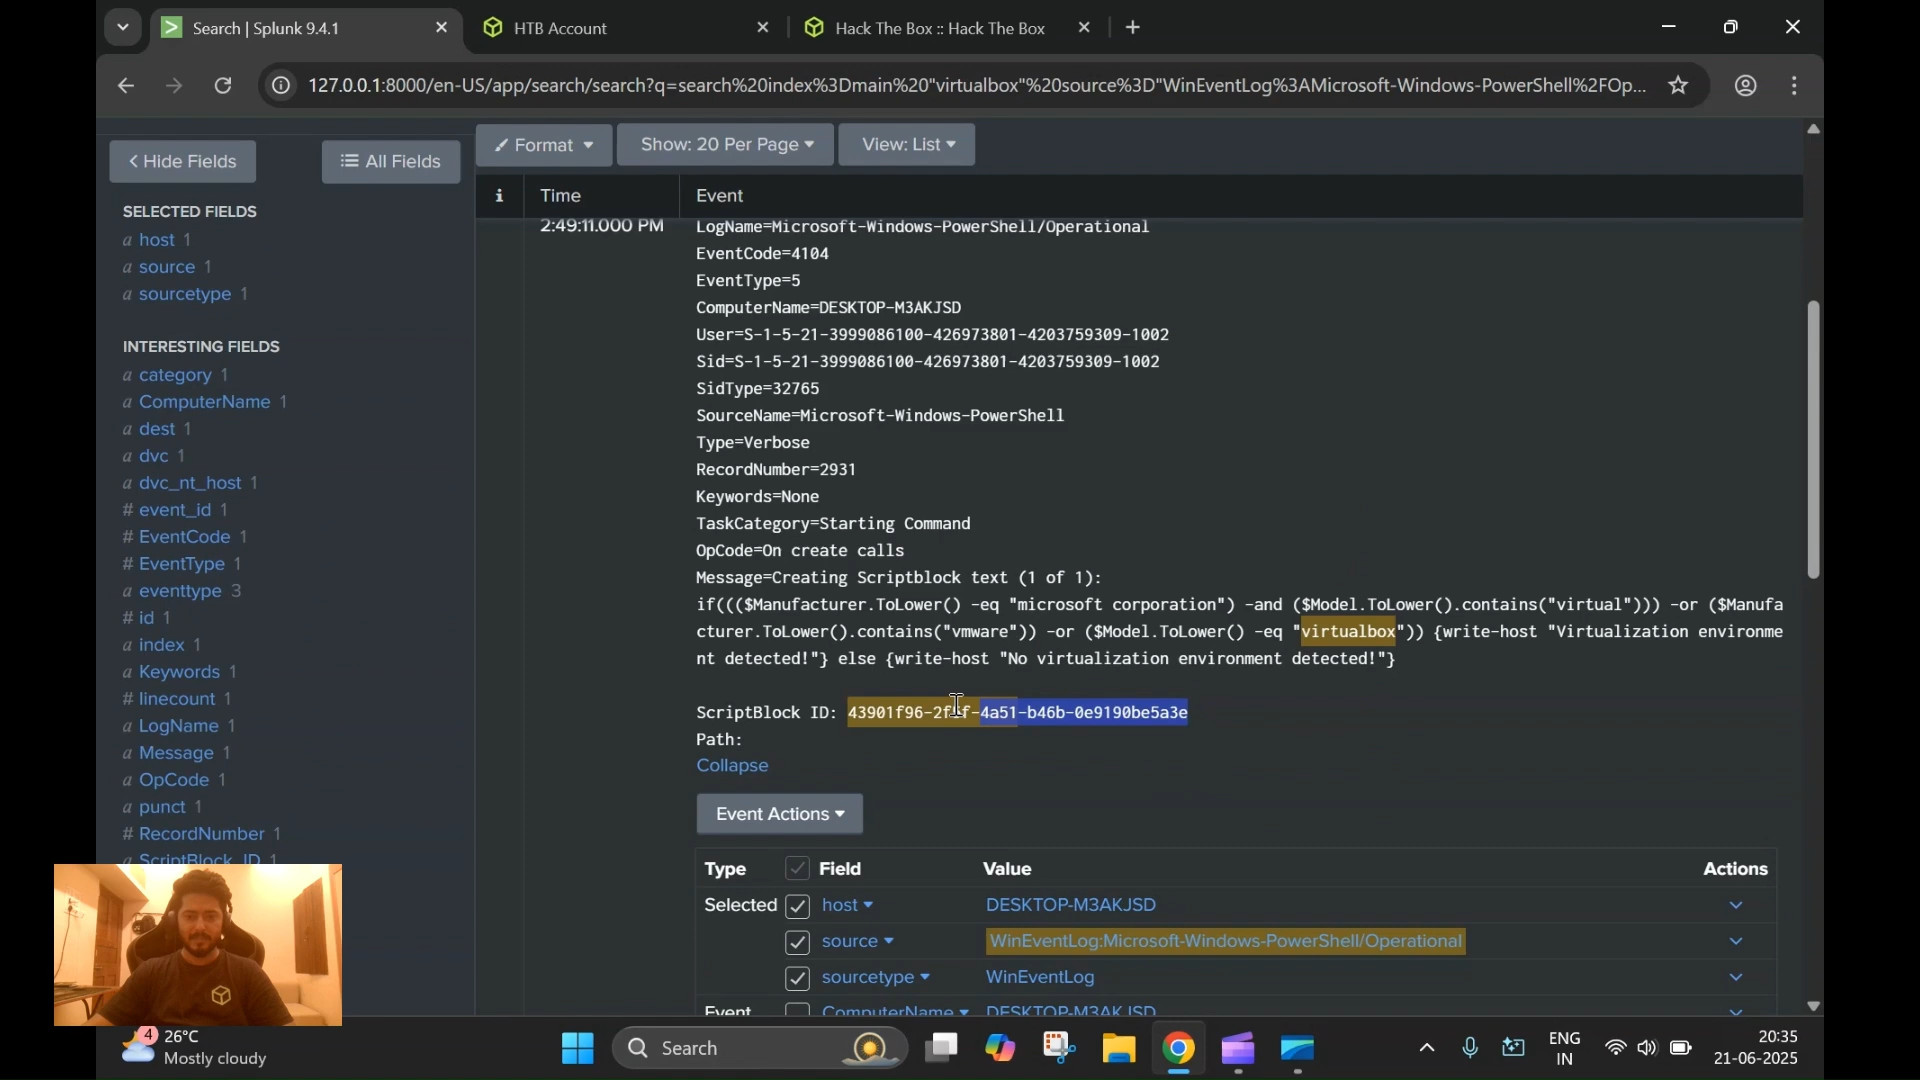 Search | Splunk 9.4.1
HTB Account
Hack The Box :: Hack The Box
127.0.0.1:8000/en-US/app/search/search?q=search%20index%3Dmain%20"virtualbox"%20source%3D"WinEventLog%3AMicrosoft-Windows-PowerShell%2FOp...
Hide Fields
All Fields
Format
Show: 20 Per Page
View: List
i Time Event
SELECTED FIELDS
a host 1
a source 1
a sourcetype 1
INTERESTING FIELDS
a category 1
a ComputerName 1
a dest 1
a dvc 1
a dvc_nt_host 1
# event_id 1
# EventCode 1
# EventType 1
a eventtype 3
# id 1
a index 1
a Keywords 1
# linecount 1
a LogName 1
a Message 1
a OpCode 1
a punct 1
# RecordNumber 1
a ScriptBlock_ID 1
2:49:11.000 PM
LogName=Microsoft-Windows-PowerShell/Operational
EventCode=4104
EventType=5
ComputerName=DESKTOP-M3AKJSD
User=S-1-5-21-3999086100-426973801-4203759309-1002
Sid=S-1-5-21-3999086100-426973801-4203759309-1002
SidType=32765
SourceName=Microsoft-Windows-PowerShell
Type=Verbose
RecordNumber=2931
Keywords=None
TaskCategory=Starting Command
OpCode=On create calls
Message=Creating Scriptblock text (1 of 1):
if((($Manufacturer.ToLower() -eq "microsoft corporation") -and ($Model.ToLower().contains("virtual"))) -or ($Manufa
cturer.ToLower().contains("vmware")) -or ($Model.ToLower() -eq "virtualbox")) {write-host "Virtualization environme
nt detected!"} else {write-host "No virtualization environment detected!"}
ScriptBlock ID:
Path:
Collapse
Event Actions
Type Field Value Actions
Selected host DESKTOP-M3AKJSD
source WinEventLog:Microsoft-Windows-PowerShell/Operational
sourcetype WinEventLog
Event ComputerName DESKTOP-M3AKJSD
4
26°C
Mostly cloudy
Search
ENG
IN
20:35
21-06-2025